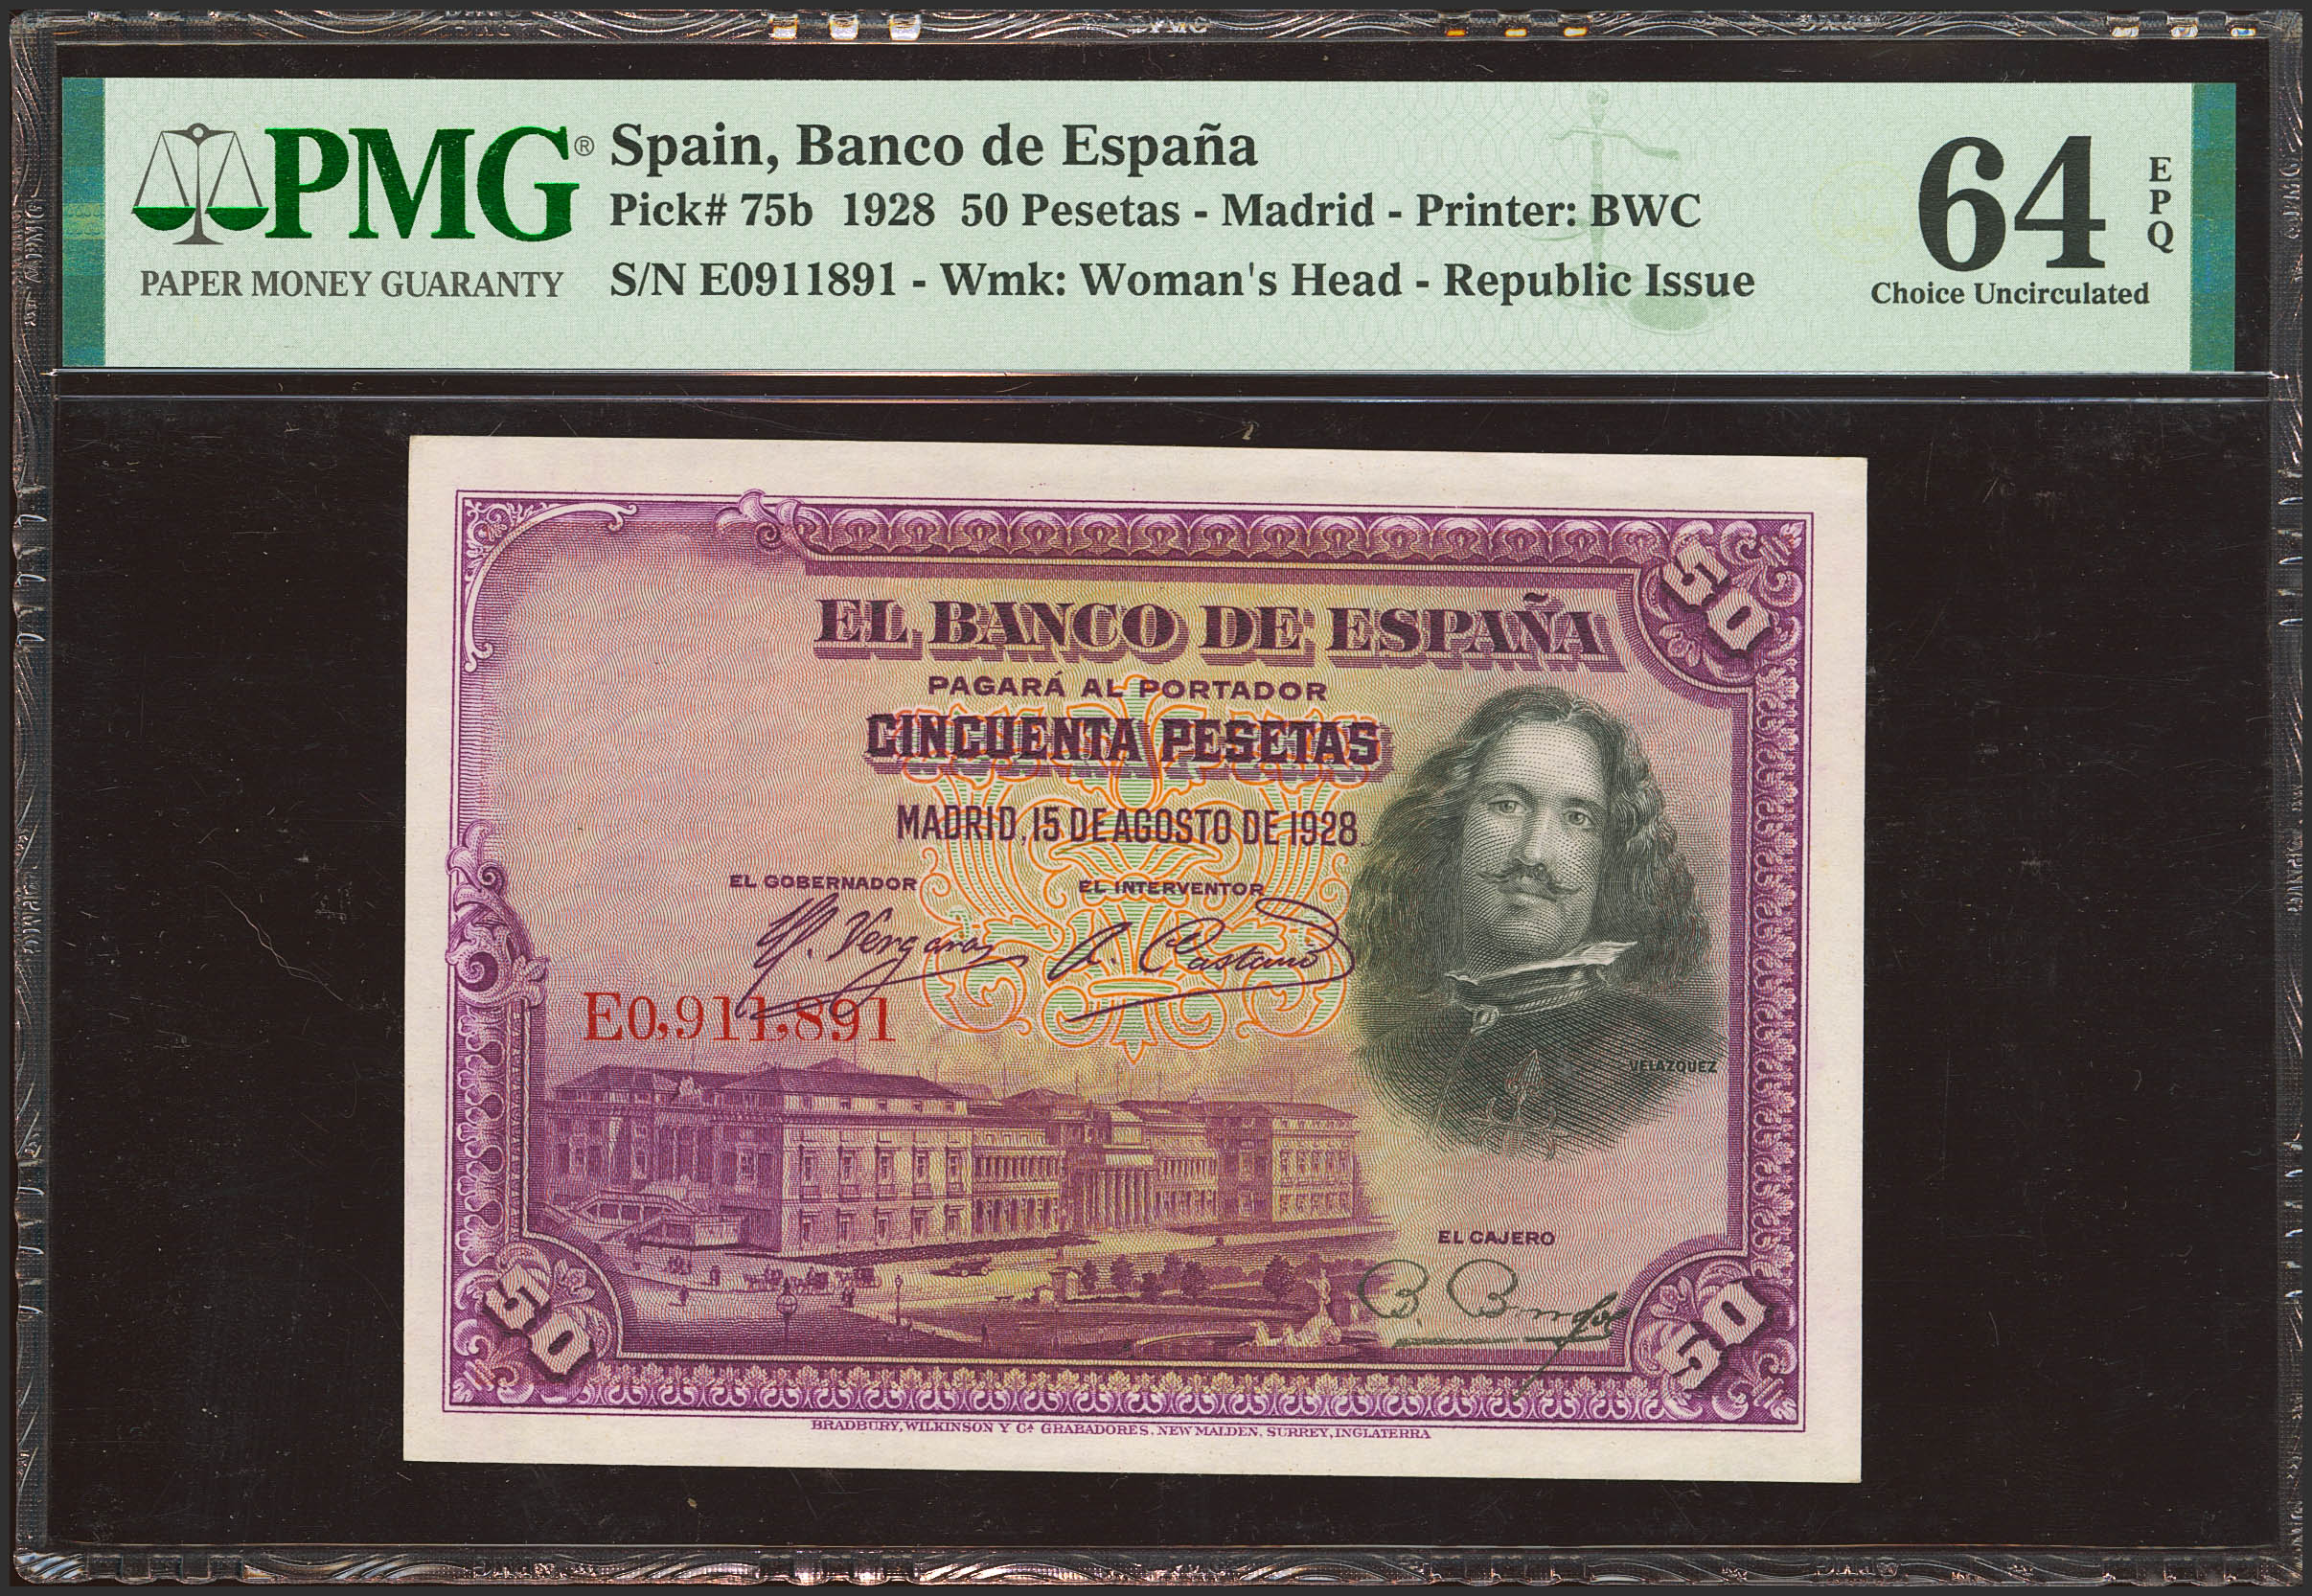 PMG®
PAPER MONEY GUARANTY
Spain, Banco de España
Pick# 75b 1928 50 Pesetas - Madrid - Printer: BWC
S/N E0911891 - Wmk: Woman's Head - Republic Issue
64
EPQ
Choice Uncirculated
50
EL BANCO DE ESPAÑA
PAGARÁ AL PORTADOR
CINCUENTA PESETAS
MADRID, 15 DE AGOSTO DE 1928
EL GOBERNADOR EL INTERVENTOR
E0,911,891
VELAZQUEZ
EL CAJERO
50
50
BRADBURY, WILKINSON Y Cª GRABADORES, NEW MALDEN, SURREY, INGLATERRA